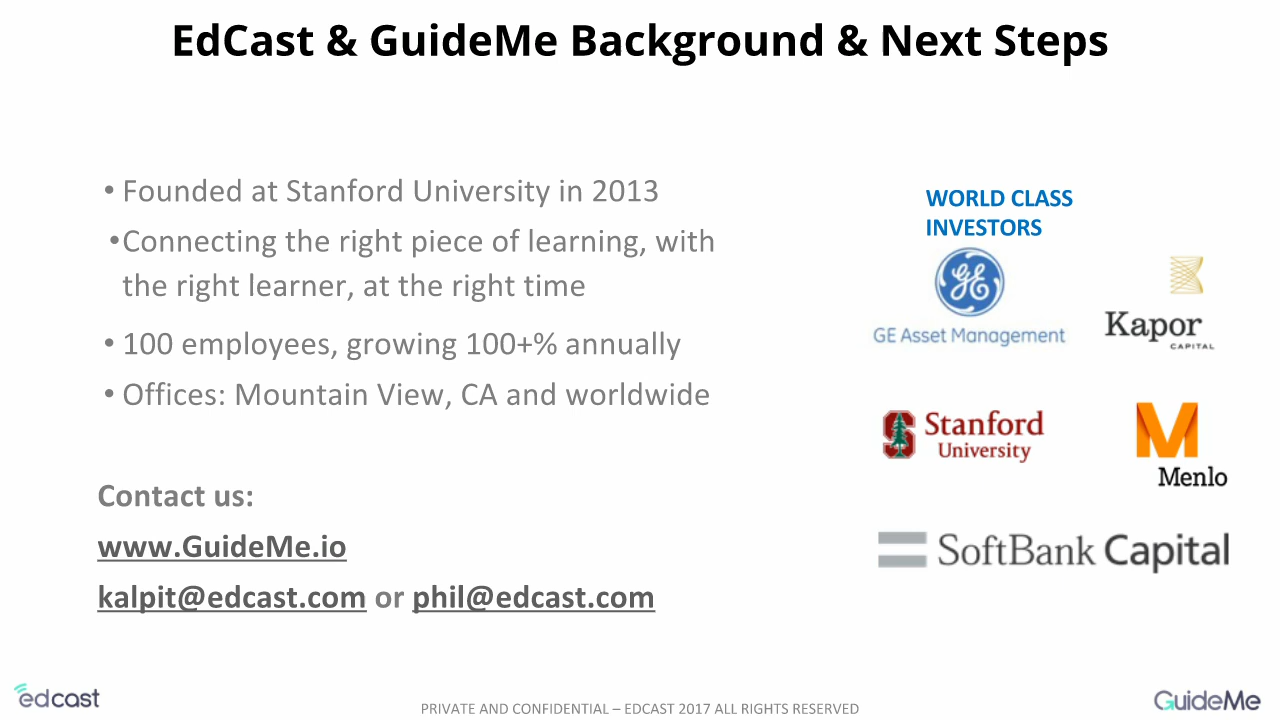 EdCast & GuideMe Background & Next Steps
• Founded at Stanford University in 2013
•Connecting the right piece of learning, with
the right learner, at the right time
• 100 employees, growing 100+% annually
• Offices: Mountain View, CA and worldwide
Contact us:
www.GuideMe.io
kalpit@edcast.com or phil@edcast.com
WORLD CLASS
INVESTORS
GE
GE Asset Management
Kapor
CAPITAL
S
Stanford
University
M
Menlo
SoftBank Capital
edcast
PRIVATE AND CONFIDENTIAL – EDCAST 2017 ALL RIGHTS RESERVED
GuideMe